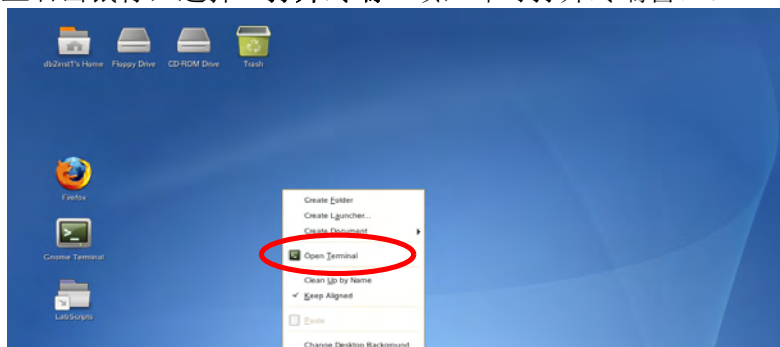 db2inst1's Home
Floppy Drive
CD-ROM Drive
Trash
Firefox
Gnome Terminal
LabScripts
Create Folder
Create Launcher...
Create Document
Open Terminal
Clean Up by Name
Keep Aligned
Paste
Change Desktop Background